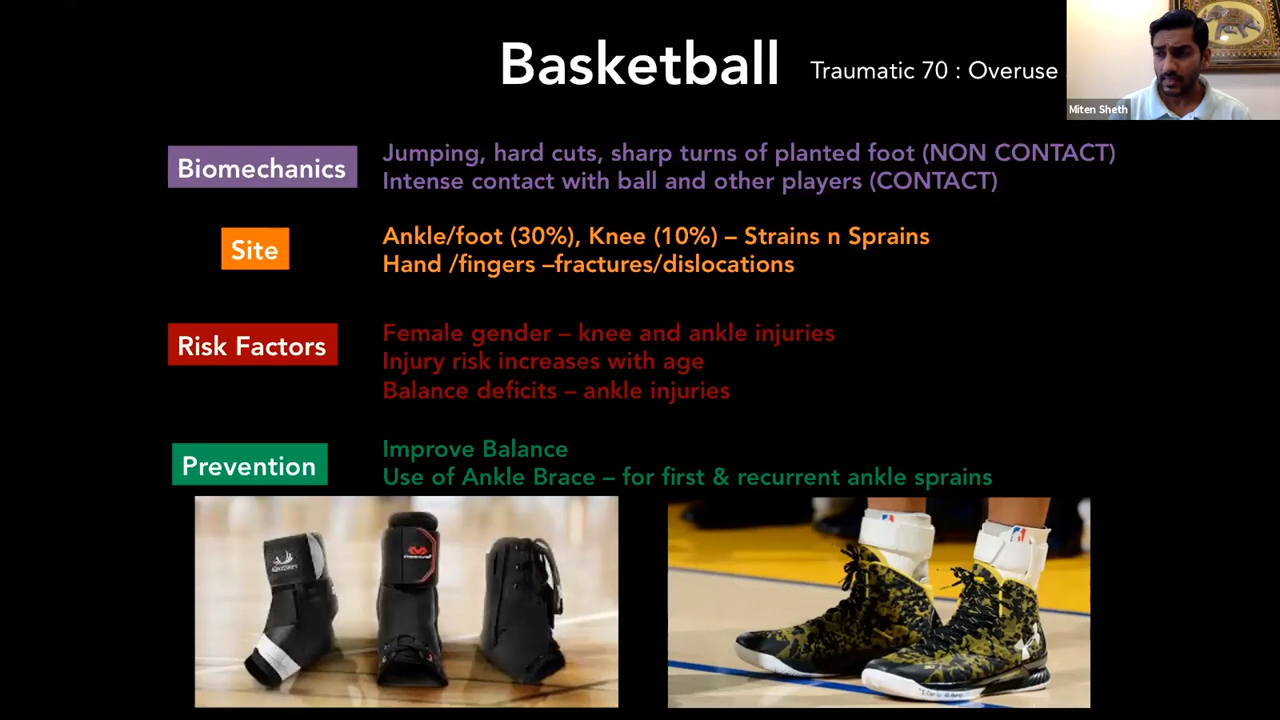 Basketball
Traumatic 70 : Overuse
Miten Sheth
Biomechanics
Jumping, hard cuts, sharp turns of planted foot (NON CONTACT)
Intense contact with ball and other players (CONTACT)
Site
Ankle/foot (30%), Knee (10%) – Strains n Sprains
Hand /fingers –fractures/dislocations
Risk Factors
Female gender – knee and ankle injuries
Injury risk increases with age
Balance deficits – ankle injuries
Prevention
Improve Balance
Use of Ankle Brace – for first & recurrent ankle sprains